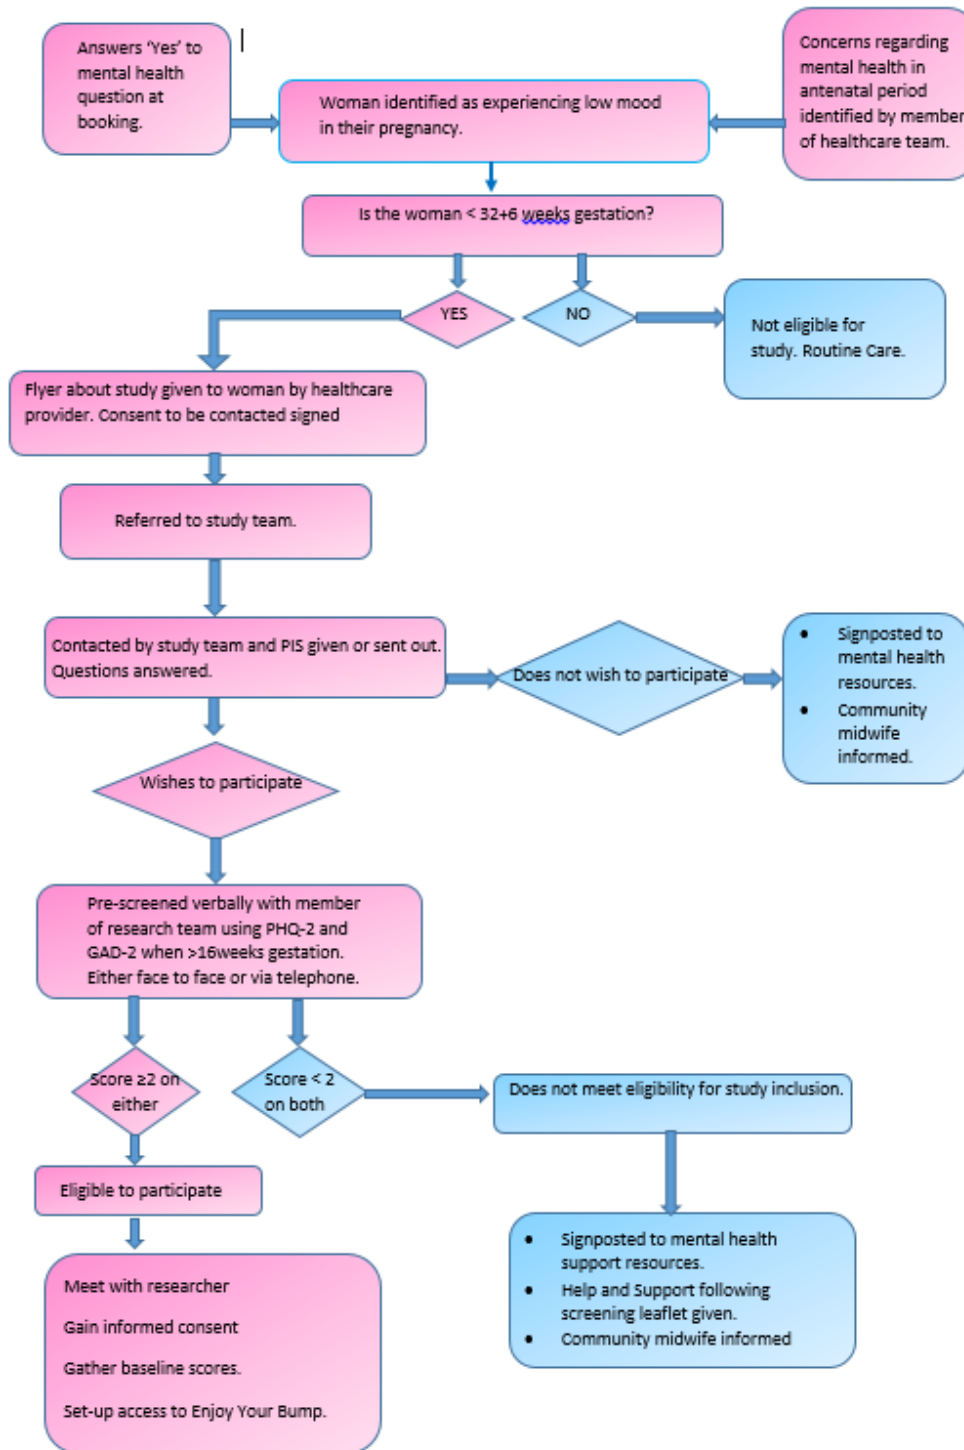 Answers ‘Yes’ to
mental health
question at
booking.
Woman identified as experiencing low mood
in their pregnancy.
Concerns regarding
mental health in
antenatal period
identified by member
of healthcare team.
Is the woman < 32+6 weeks gestation?
YES
NO
Not eligible for
study. Routine Care.
Flyer about study given to woman by healthcare
provider. Consent to be contacted signed
Referred to study team.
Contacted by study team and PIS given or sent out.
Questions answered.
Does not wish to participate
• Signposted to
mental health
resources.
• Community
midwife
informed.
Wishes to participate
Pre-screened verbally with member
of research team using PHQ-2 and
GAD-2 when >16weeks gestation.
Either face to face or via telephone.
Score ≥2 on
either
Score < 2
on both
Does not meet eligibility for study inclusion.
Eligible to participate
• Signposted to mental health
support resources.
• Help and Support following
screening leaflet given.
• Community midwife informed
Meet with researcher
Gain informed consent
Gather baseline scores.
Set-up access to Enjoy Your Bump.